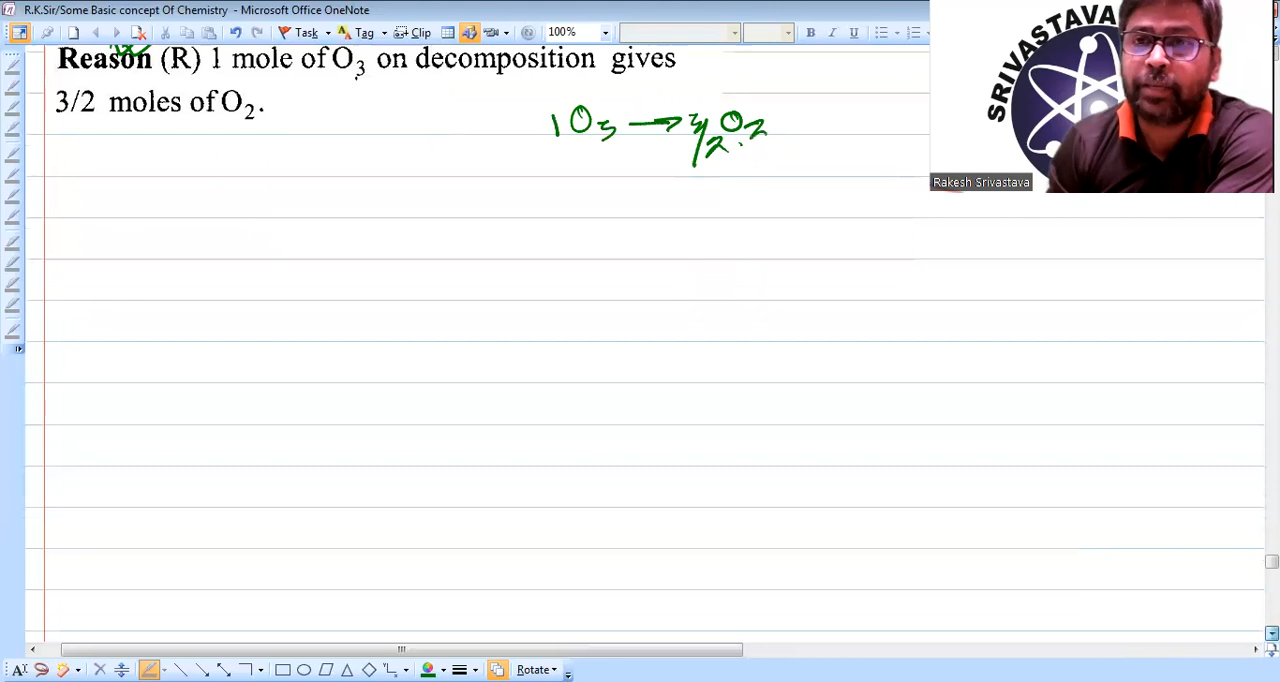 R.K.Sir/Some Basic concept Of Chemistry - Microsoft Office OneNote
Task Tag Clip 100% B I U
Reason (R) 1 mole of O3 on decomposition gives
3/2 moles of O2.
1 O3 → 3/2 O2
SRIVASTAVA
Rakesh Srivastava
Rotate